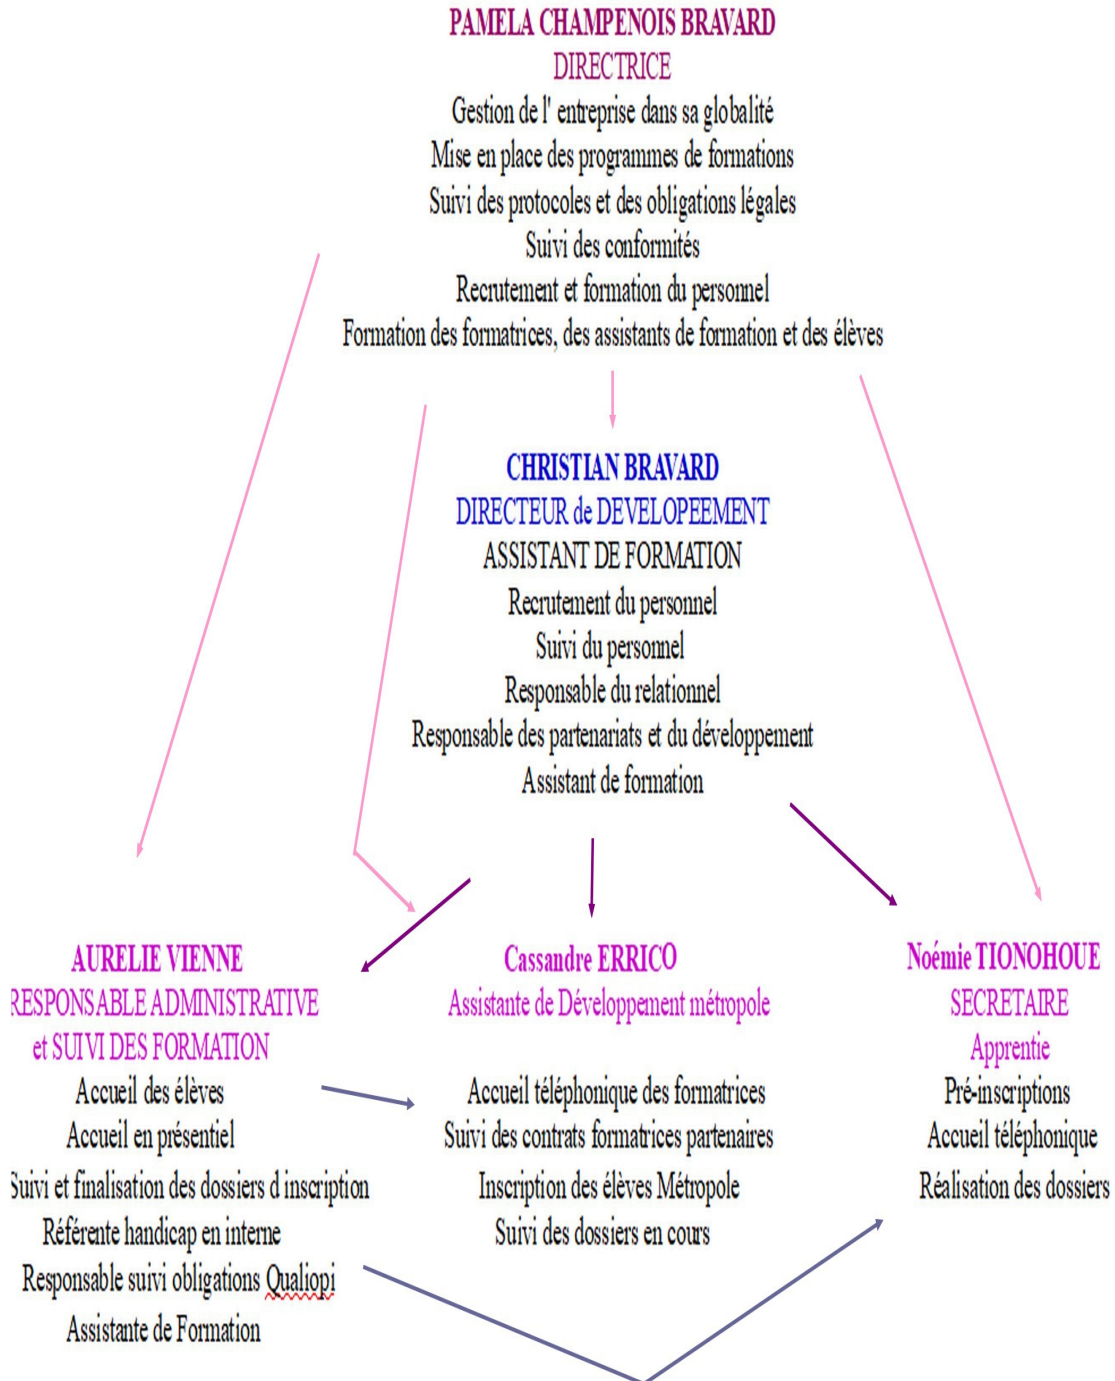 PAMELA CHAMPENOIS BRAVARD
DIRECTRICE
Gestion de l' entreprise dans sa globalité
Mise en place des programmes de formations
Suivi des protocoles et des obligations légales
Suivi des conformités
Recrutement et formation du personnel
Formation des formatrices, des assistants de formation et des élèves
CHRISTIAN BRAVARD
DIRECTEUR de DEVELOPEEMENT
ASSISTANT DE FORMATION
Recrutement du personnel
Suivi du personnel
Responsable du relationnel
Responsable des partenariats et du développement
Assistant de formation
AURELIE VIENNE
RESPONSABLE ADMINISTRATIVE
et SUIVI DES FORMATION
Accueil des élèves
Accueil en présentiel
Suivi et finalisation des dossiers d inscription
Référente handicap en interne
Responsable suivi obligations Qualiopi
Assistante de Formation
Cassandre ERRICO
Assistante de Développement métropole
Accueil téléphonique des formatrices
Suivi des contrats formatrices partenaires
Inscription des élèves Métropole
Suivi des dossiers en cours
Noémie TIONOHOUE
SECRETAIRE
Apprentie
Pré-inscriptions
Accueil téléphonique
Réalisation des dossiers